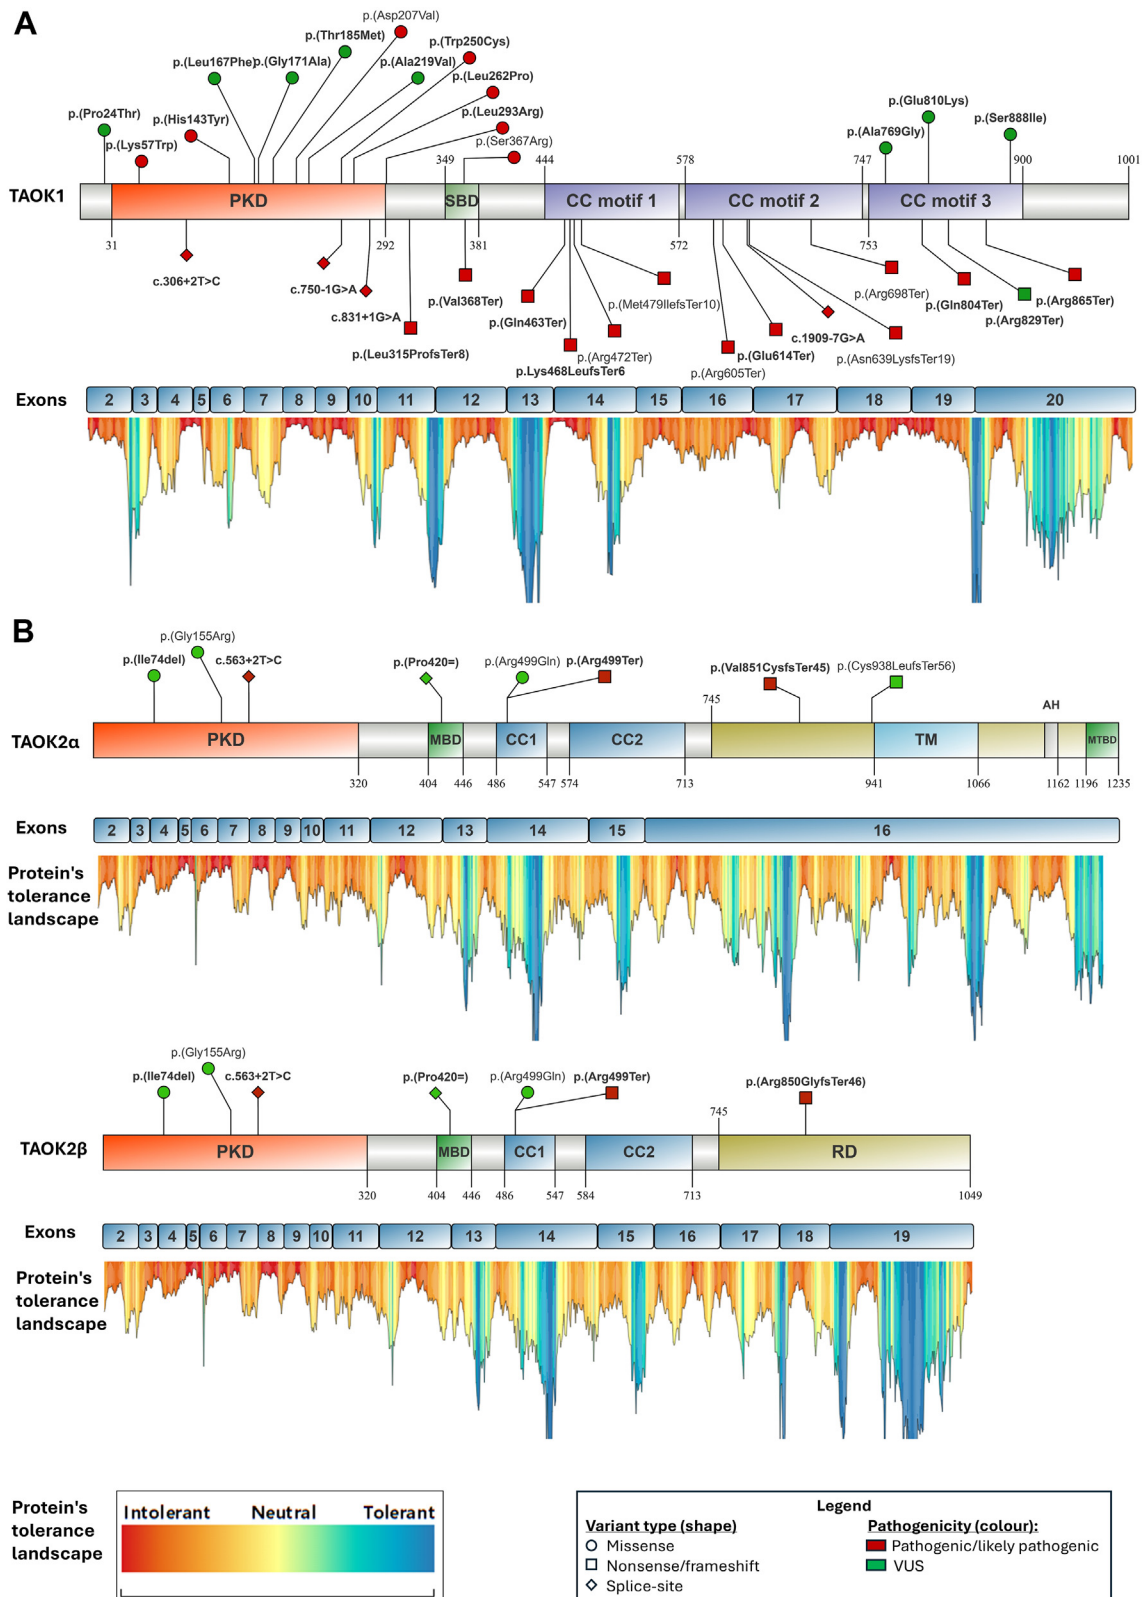 A
p.(Asp207Val)
p.(Thr185Met)
p.(Trp250Cys)
p.(Leu167Phe)
p.(Gly171Ala)
p.(Ala219Val)
p.(Leu262Pro)
p.(Glu810Lys)
p.(Pro24Thr)
p.(His143Tyr)
p.(Leu293Arg)
p.(Ser888Ile)
p.(Lys57Trp)
p.(Ser367Arg)
p.(Ala769Gly)
349
444
578
747
900
1001
TAOK1
PKD
SBD
CC motif 1
CC motif 2
CC motif 3
31
292
381
572
753
c.306+2T>C
c.750-1G>A
c.831+1G>A
p.(Leu315ProfsTer8)
p.(Val368Ter)
p.(Gln463Ter)
p.Lys468LeufsTer6
p.(Arg472Ter)
p.(Met479IlefsTer10)
p.(Arg605Ter)
p.(Glu614Ter)
c.1909-7G>A
p.(Asn639LysfsTer19)
p.(Arg698Ter)
p.(Gln804Ter)
p.(Arg829Ter)
p.(Arg865Ter)
Exons
2 3 4 5 6 7 8 9 10 11 12 13 14 15 16 17 18 19 20
B
p.(Gly155Arg)
p.(Ile74del)
c.563+2T>C
p.(Pro420=)
p.(Arg499Gln)
p.(Arg499Ter)
p.(Val851CysfsTer45)
p.(Cys938LeufsTer56)
745
AH
TAOK2α
PKD
MBD
CC1
CC2
TM
MTBD
320
404
446
486
547
574
713
941
1066
1162
1196
1235
Exons
2 3 4 5 6 7 8 9 10 11 12 13 14 15 16
Protein's
tolerance
landscape
p.(Gly155Arg)
p.(Ile74del)
c.563+2T>C
p.(Pro420=)
p.(Arg499Gln)
p.(Arg499Ter)
p.(Arg850GlyfsTer46)
745
TAOK2β
PKD
MBD
CC1
CC2
RD
320
404
446
486
547
584
713
1049
Exons
2 3 4 5 6 7 8 9 10 11 12 13 14 15 16 17 18 19
Protein's
tolerance
landscape
Protein's
tolerance
landscape
Intolerant Neutral Tolerant
Legend
Variant type (shape)
Missense
Nonsense/frameshift
Splice-site
Pathogenicity (colour):
Pathogenic/likely pathogenic
VUS